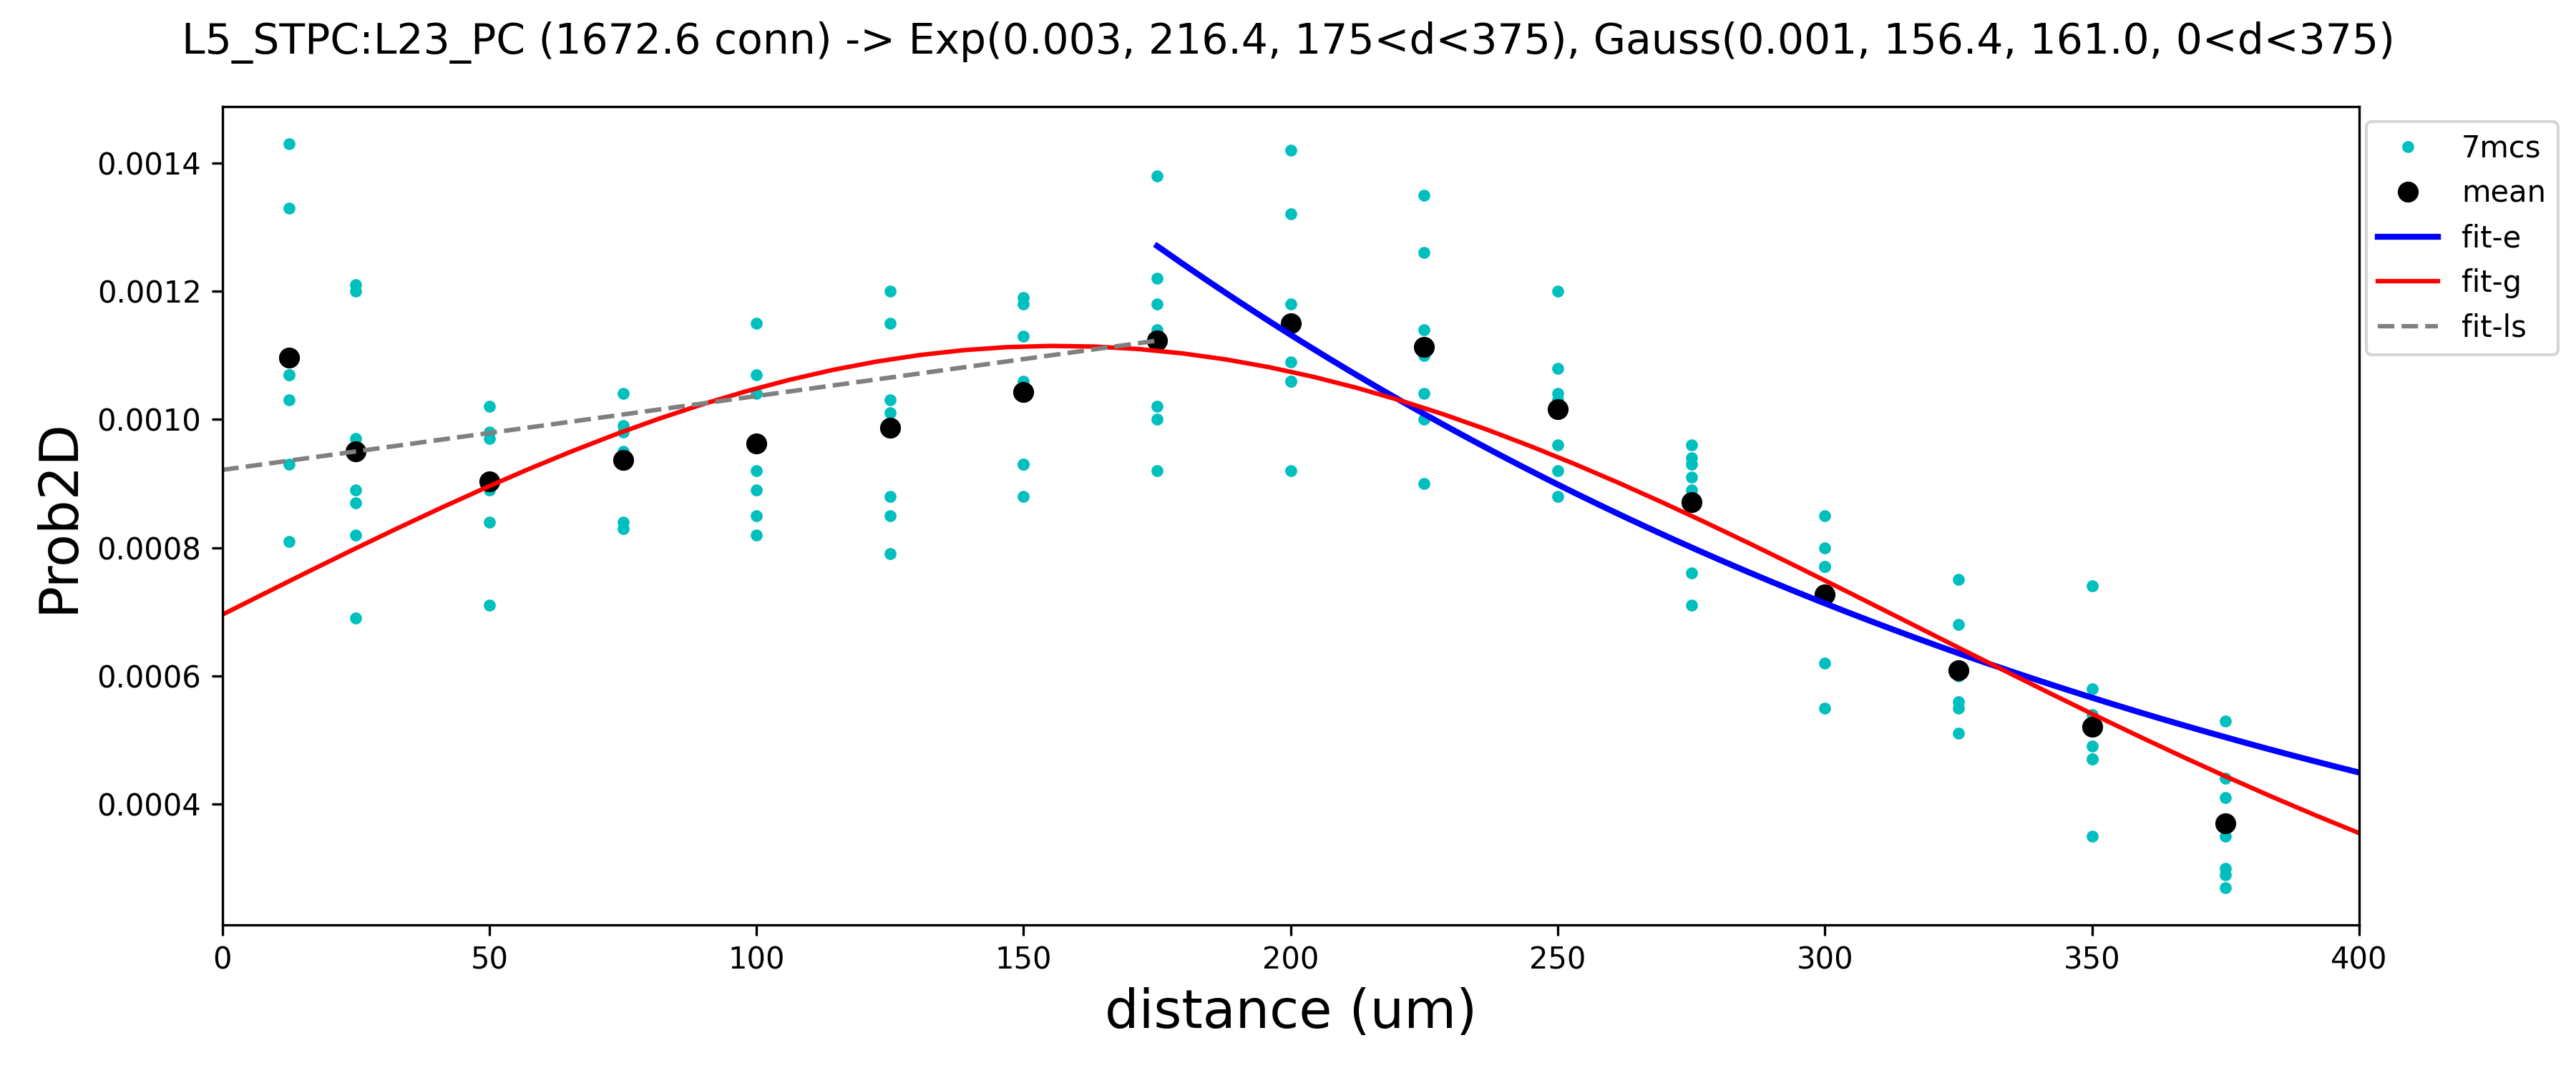 L5_STPC:L23_PC (1672.6 conn) -> Exp(0.003, 216.4, 175<d<375), Gauss(0.001, 156.4, 161.0, 0<d<375)
7mcs
mean
fit-e
fit-g
fit-ls
Prob2D
0.0014
0.0012
0.0010
0.0008
0.0006
0.0004
0 50 100 150 200 250 300 350 400
distance (um)